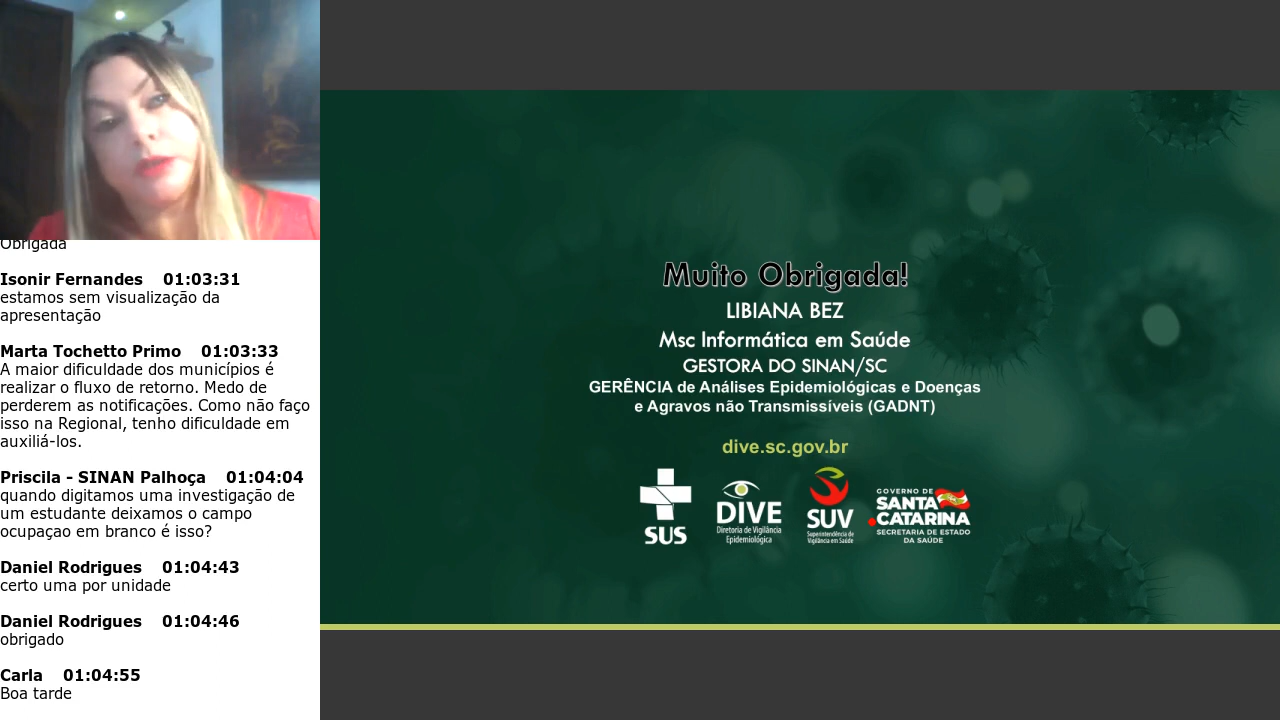 Obrigada
Isonir Fernandes 01:03:31
estamos sem visualização da
apresentação
Marta Tochetto Primo 01:03:33
A maior dificuldade dos municípios é
realizar o fluxo de retorno. Medo de
perderem as notificações. Como não faço
isso na Regional, tenho dificuldade em
auxiliá-los.
Priscila - SINAN Palhoça 01:04:04
quando digitamos uma investigação de
um estudante deixamos o campo
ocupaçao em branco é isso?
Daniel Rodrigues 01:04:43
certo uma por unidade
Daniel Rodrigues 01:04:46
obrigado
Carla 01:04:55
Boa tarde
Muito Obrigada!
LIBIANA BEZ
Msc Informática em Saúde
GESTORA DO SINAN/SC
GERÊNCIA de Análises Epidemiológicas e Doenças
e Agravos não Transmissíveis (GADNT)
dive.sc.gov.br
SUS
DIVE
Diretoria de Vigilância
Epidemiológica
SUV
Superintendência de
Vigilância em Saúde
GOVERNO DE
SANTA
CATARINA
SECRETARIA DE ESTADO
DA SAÚDE